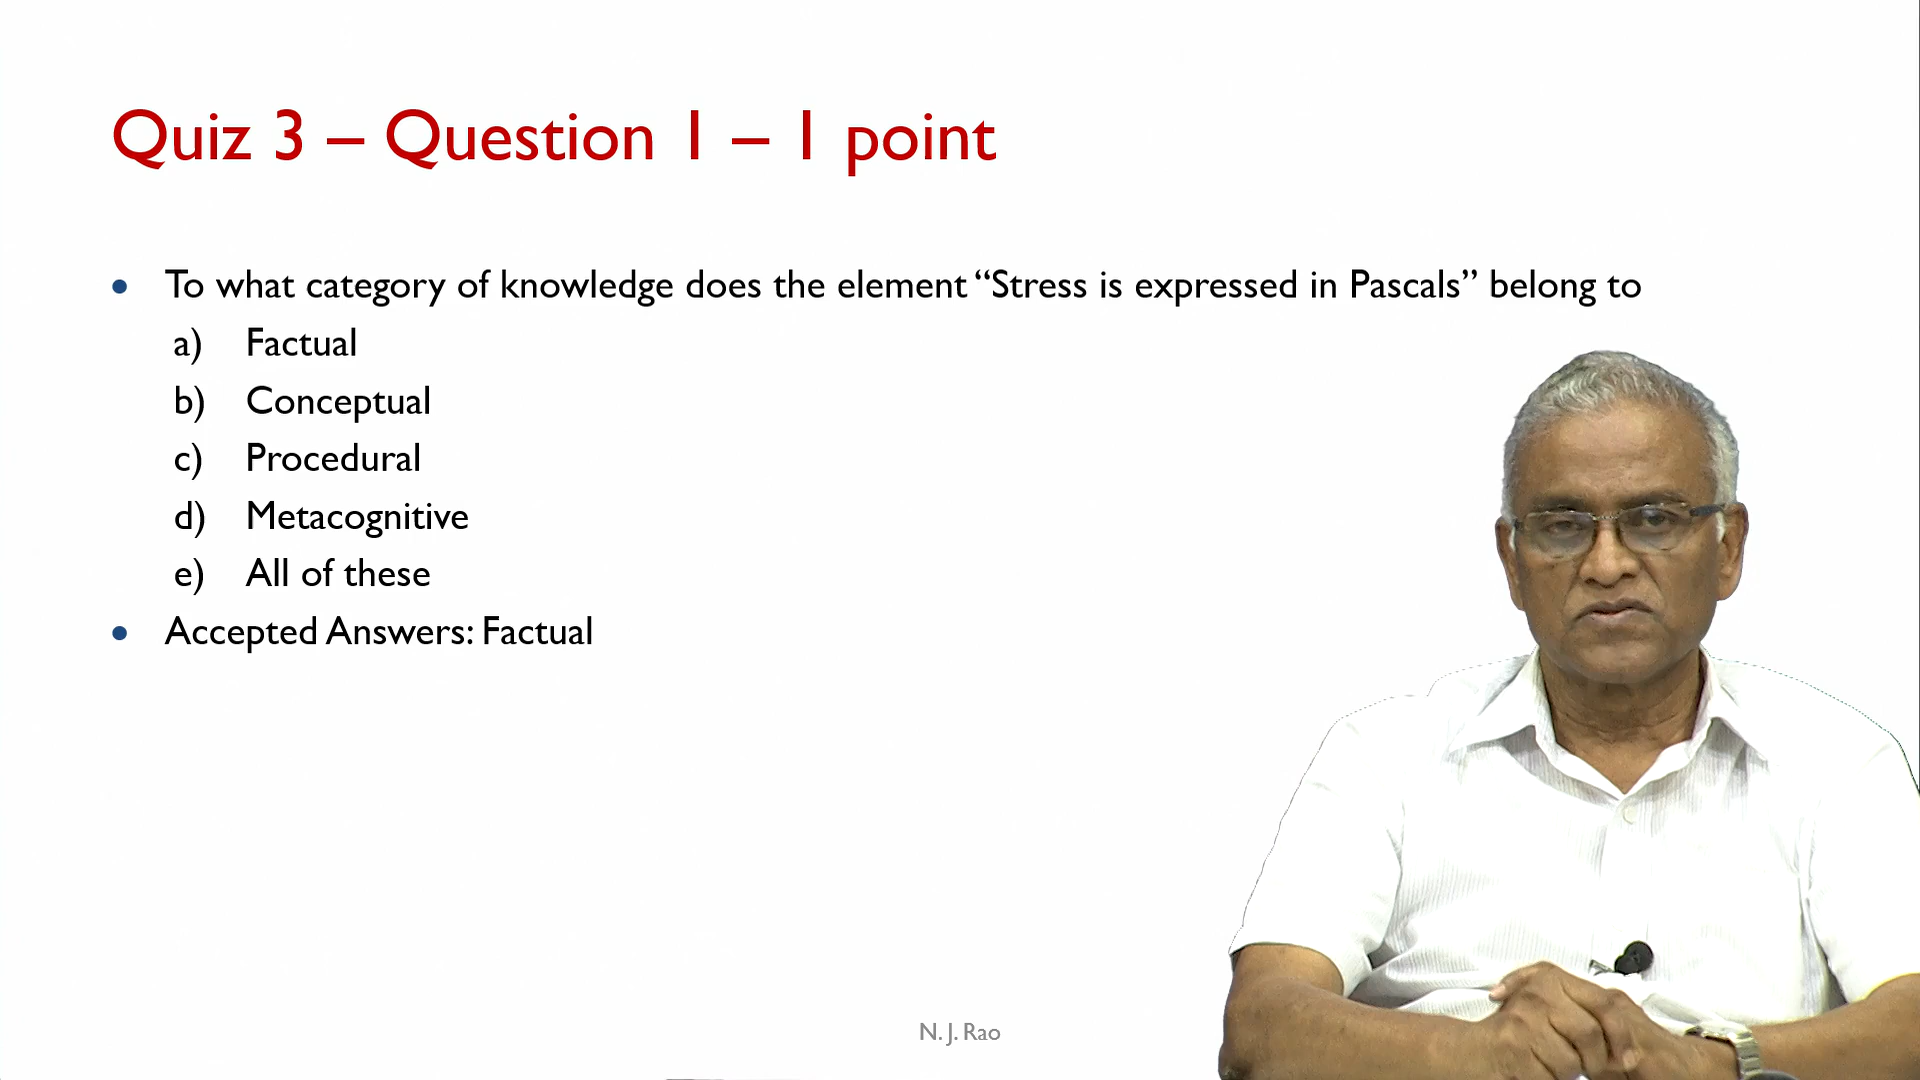 Quiz 3 – Question 1 – 1 point
• To what category of knowledge does the element “Stress is expressed in Pascals” belong to
a) Factual
b) Conceptual
c) Procedural
d) Metacognitive
e) All of these
• Accepted Answers: Factual
N. J. Rao